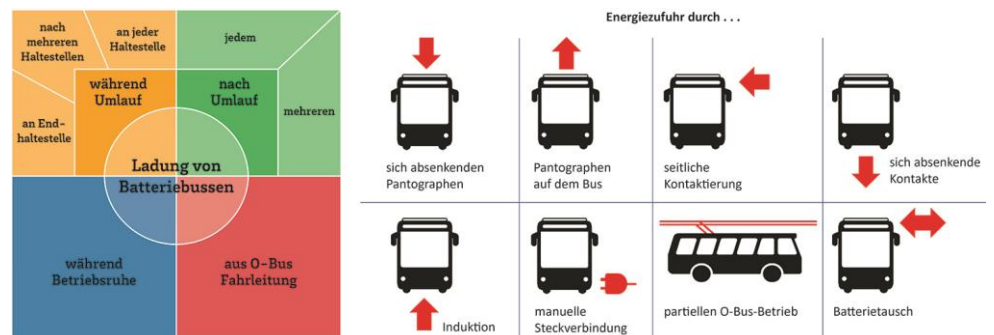 nach
mehreren
Haltestellen
an jeder
Haltestelle
jedem
während
Umlauf
nach
Umlauf
mehreren
an End-
haltestelle
Ladung von
Batteriebussen
während
Betriebsruhe
aus O-Bus
Fahrleitung
Energiezufuhr durch . . .
sich absenkenden
Pantographen
Pantographen
auf dem Bus
seitliche
Kontaktierung
sich absenkende
Kontakte
Induktion
manuelle
Steckverbindung
partiellen O-Bus-Betrieb
Batterietausch